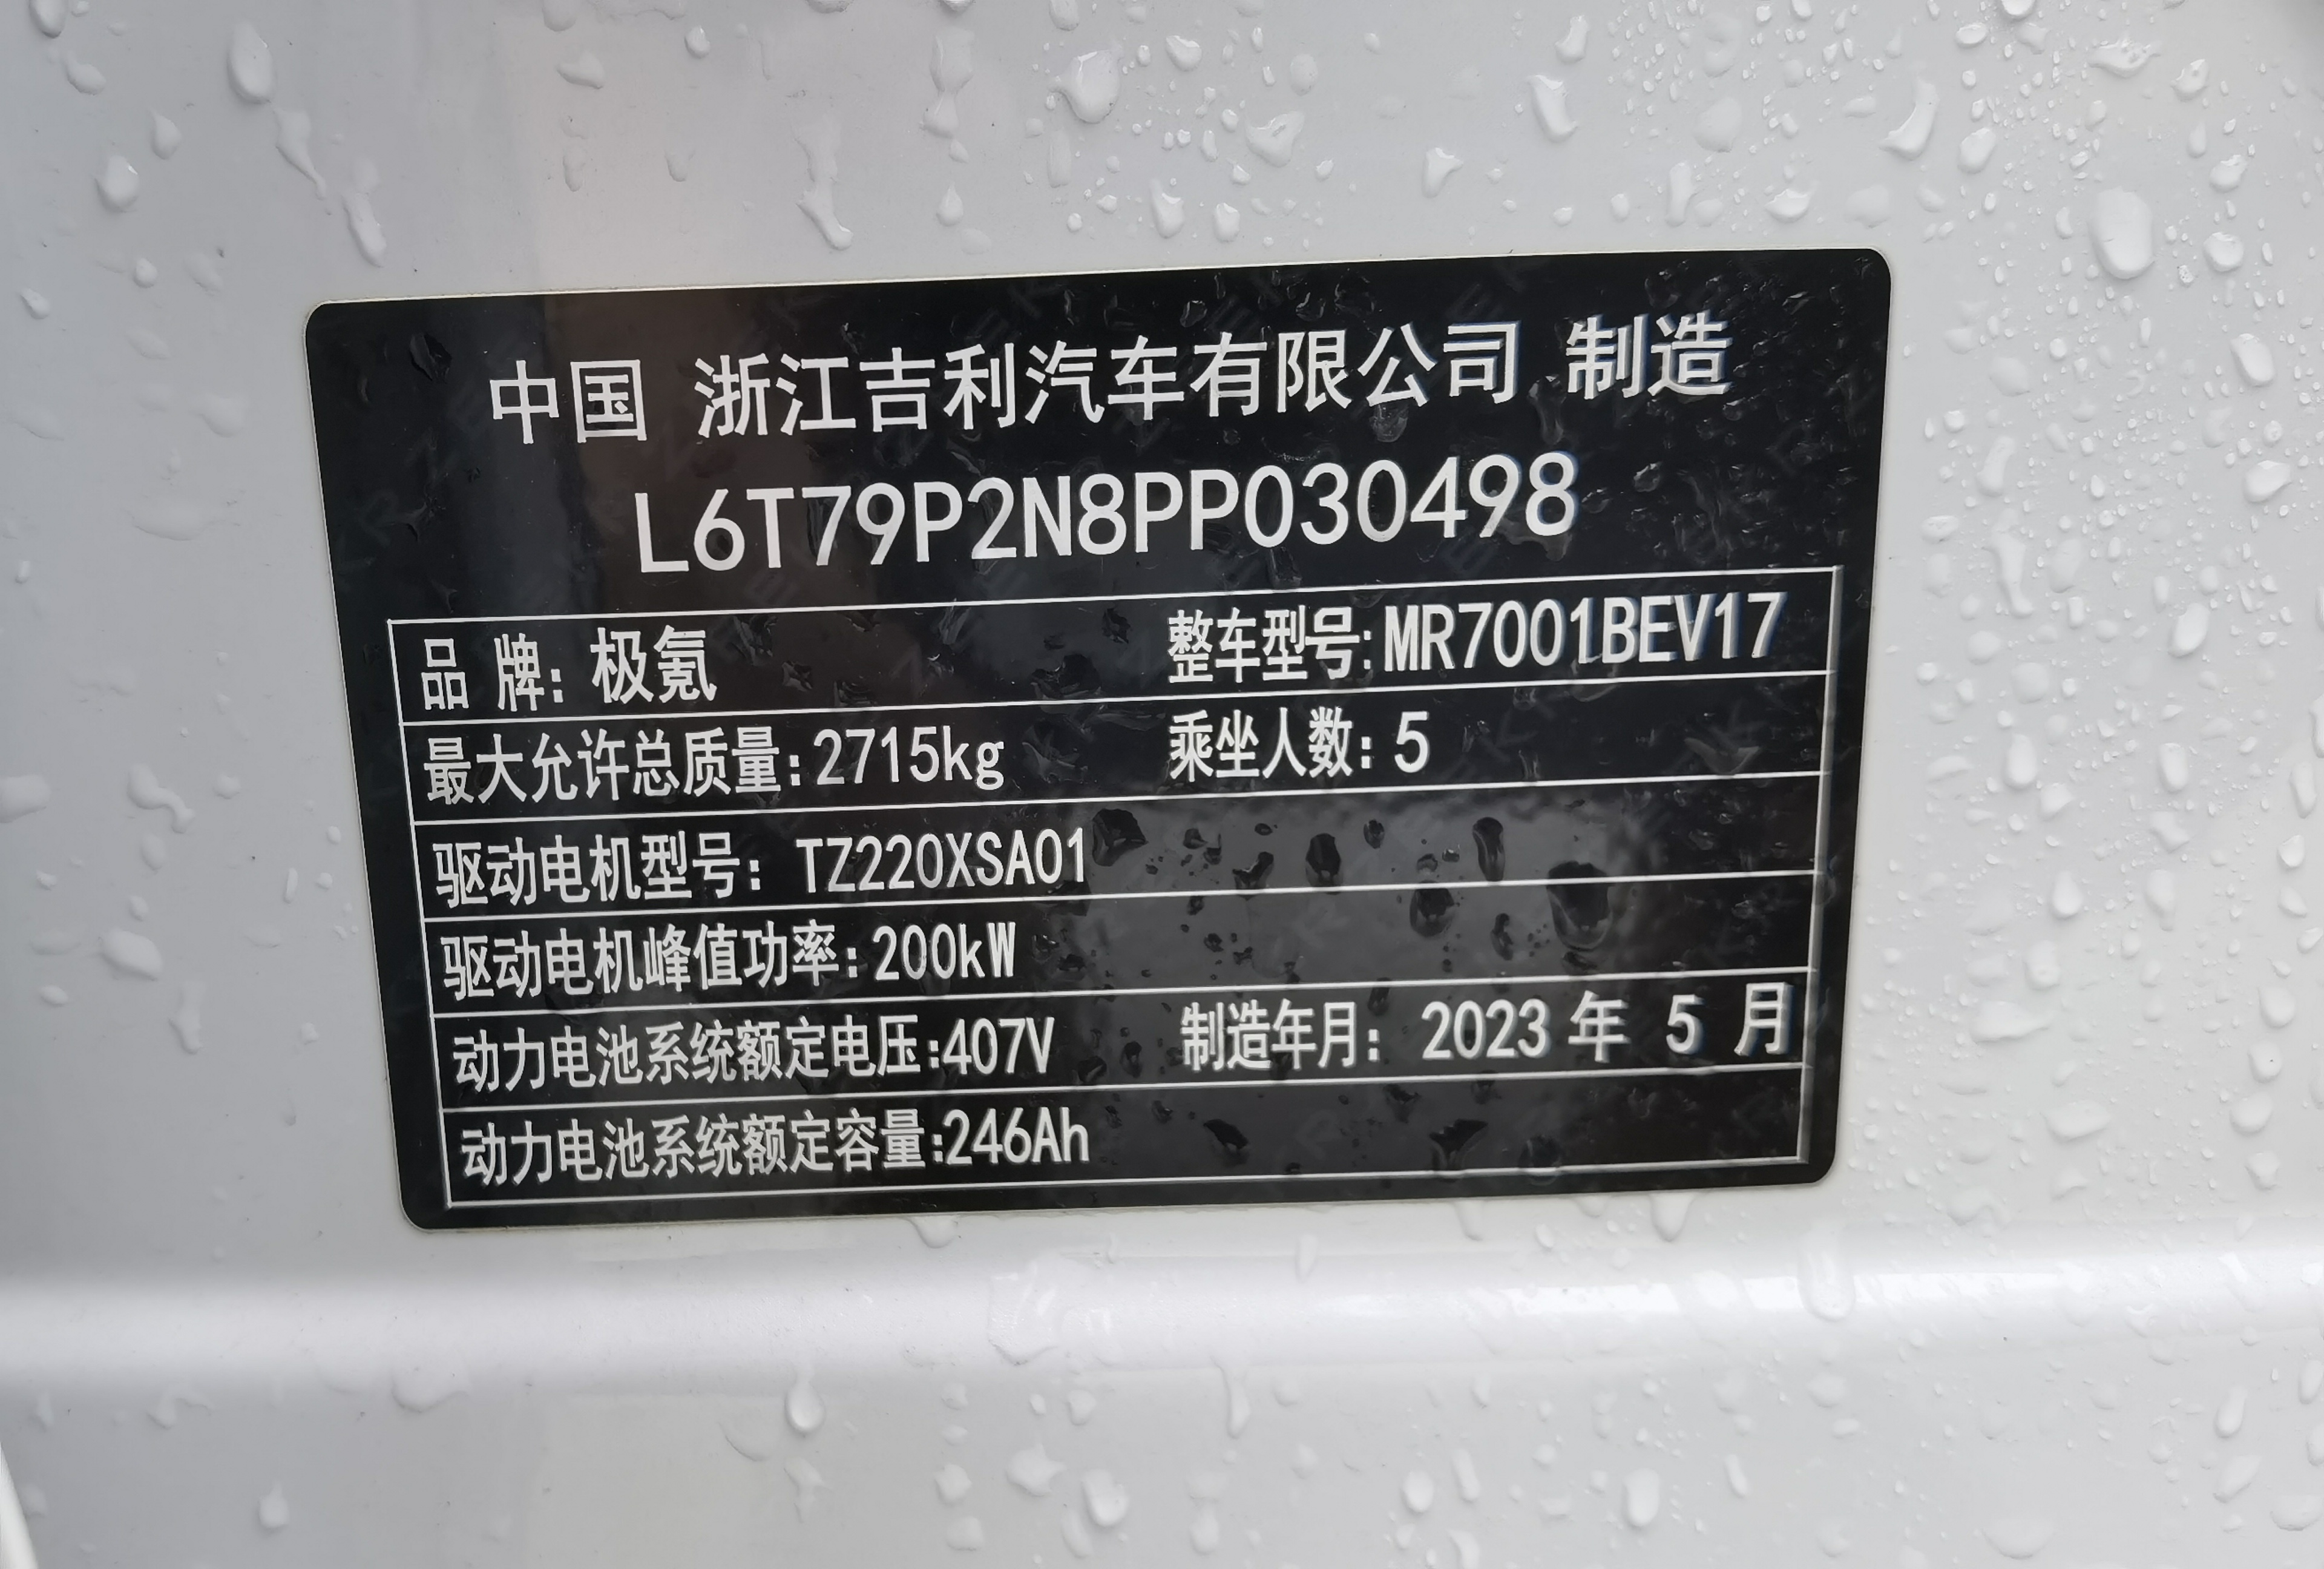 中国 浙江吉利汽车有限公司 制造
L6T79P2N8PP030498
品 牌: 极氪 整车型号: MR7001BEV17
最大允许总质量: 2715kg 乘坐人数: 5
驱动电机型号: TZ220XSA01
驱动电机峰值功率: 200kW
动力电池系统额定电压: 407V 制造年月: 2023 年 5 月
动力电池系统额定容量: 246Ah